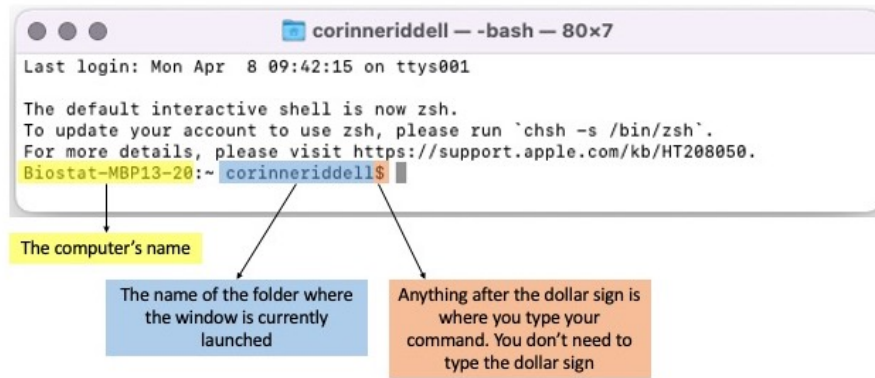 corinneriddell — -bash — 80×7
Last login: Mon Apr  8 09:42:15 on ttys001
The default interactive shell is now zsh.
To update your account to use zsh, please run `chsh -s /bin/zsh`.
For more details, please visit https://support.apple.com/kb/HT208050.
Biostat-MBP13-20:~ corinneriddell$
The computer's name
The name of the folder where
the window is currently
launched
Anything after the dollar sign is
where you type your
command. You don't need to
type the dollar sign